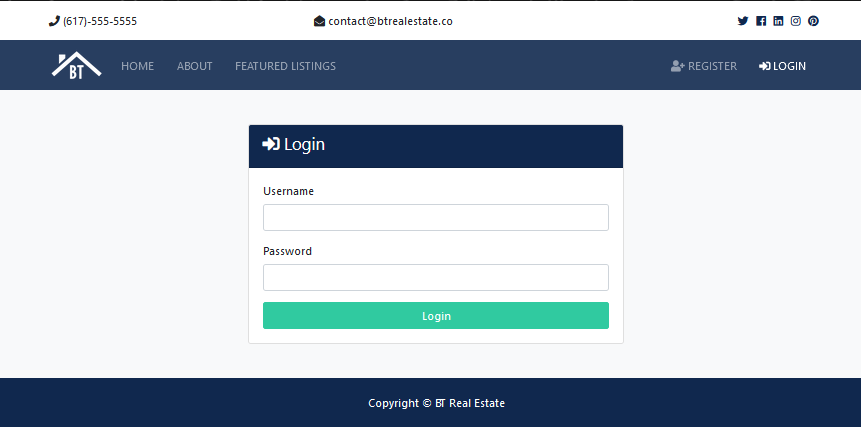 (617)-555-5555
contact@btrealestate.co
BT
HOME ABOUT FEATURED LISTINGS
REGISTER LOGIN
Login
Username
Password
Login
Copyright © BT Real Estate